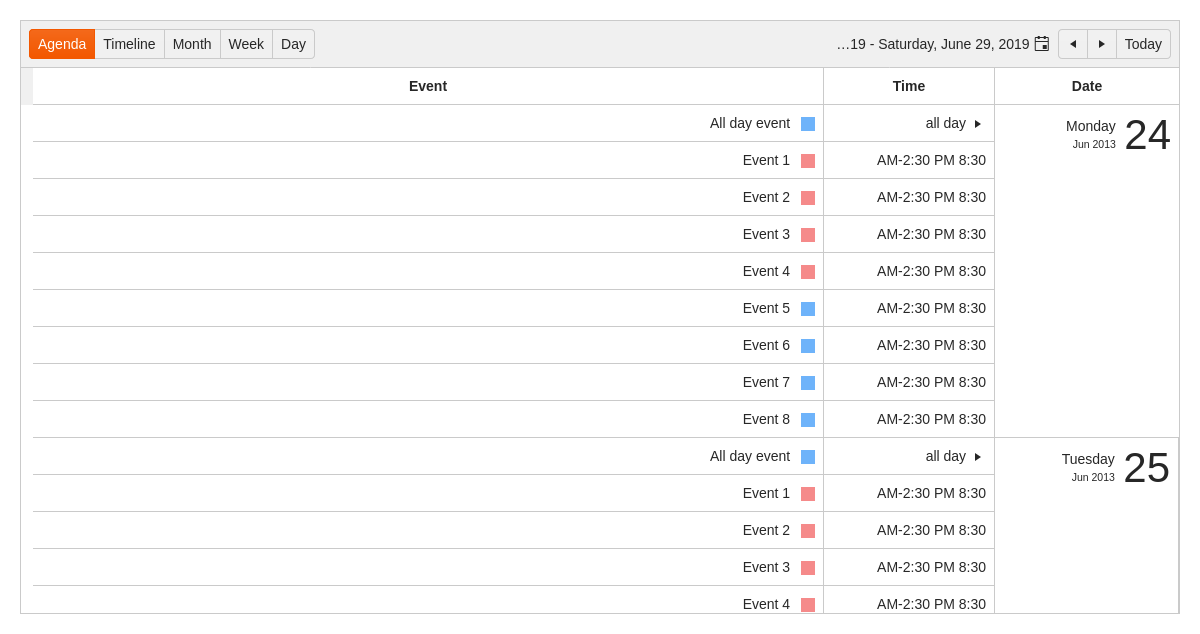 Agenda Timeline Month Week Day …19 - Saturday, June 29, 2019 Today
Event Time Date
All day event all day Monday 24
Jun 2013
Event 1 AM-2:30 PM 8:30
Event 2 AM-2:30 PM 8:30
Event 3 AM-2:30 PM 8:30
Event 4 AM-2:30 PM 8:30
Event 5 AM-2:30 PM 8:30
Event 6 AM-2:30 PM 8:30
Event 7 AM-2:30 PM 8:30
Event 8 AM-2:30 PM 8:30
All day event all day Tuesday 25
Jun 2013
Event 1 AM-2:30 PM 8:30
Event 2 AM-2:30 PM 8:30
Event 3 AM-2:30 PM 8:30
Event 4 AM-2:30 PM 8:30